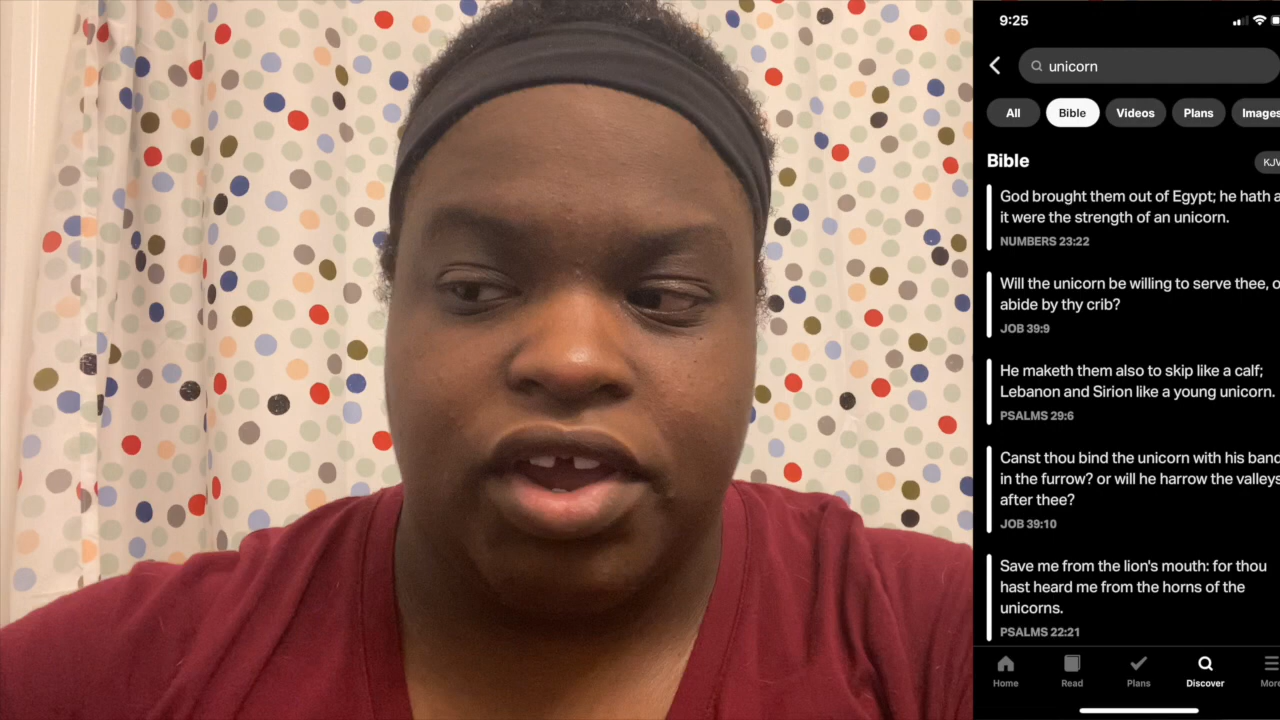 9:25
unicorn
All Bible Videos Plans Images
Bible
KJV
God brought them out of Egypt; he hath a
it were the strength of an unicorn.
NUMBERS 23:22
Will the unicorn be willing to serve thee, o
abide by thy crib?
JOB 39:9
He maketh them also to skip like a calf;
Lebanon and Sirion like a young unicorn.
PSALMS 29:6
Canst thou bind the unicorn with his band
in the furrow? or will he harrow the valleys
after thee?
JOB 39:10
Save me from the lion's mouth: for thou
hast heard me from the horns of the
unicorns.
PSALMS 22:21
Home Read Plans Discover More